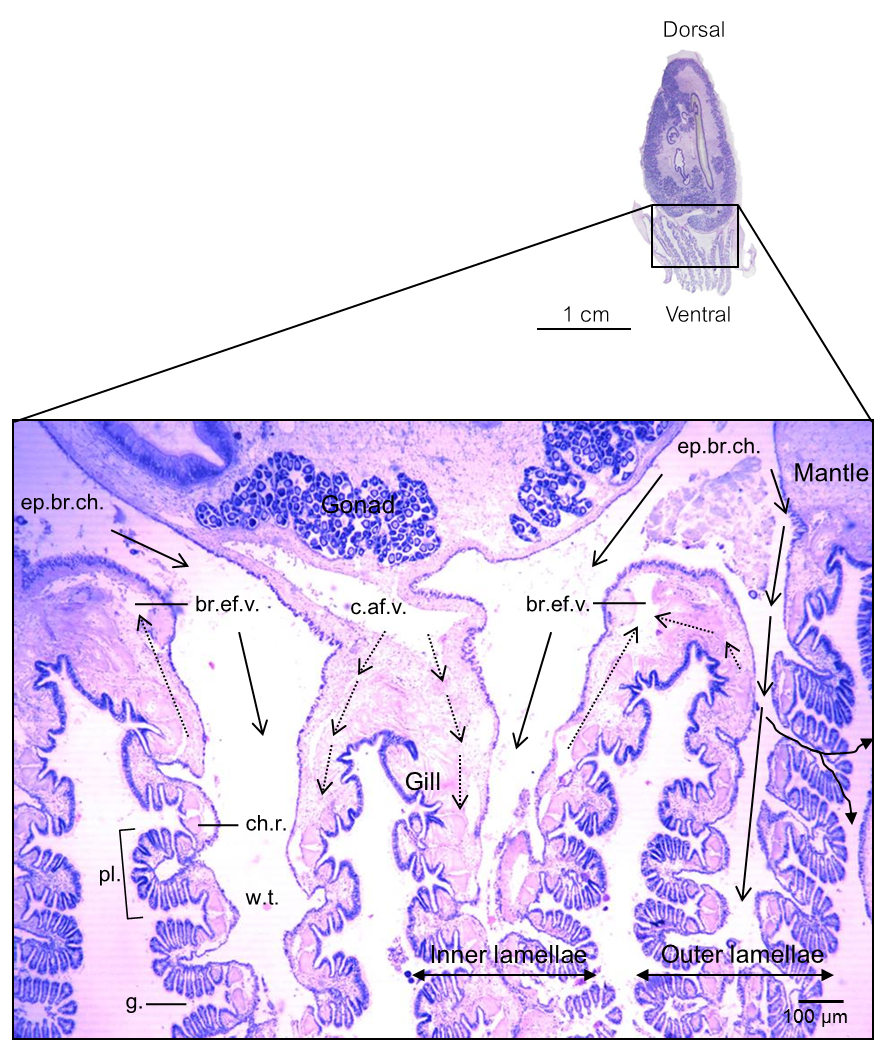 Dorsal
1 cm
Ventral
ep.br.ch.
Mantle
ep.br.ch.
Gonad
br.ef.v.
c.af.v.
br.ef.v.
Gill
ch.r.
pl.
w.t.
Inner lamellae
Outer lamellae
g.
100 µm